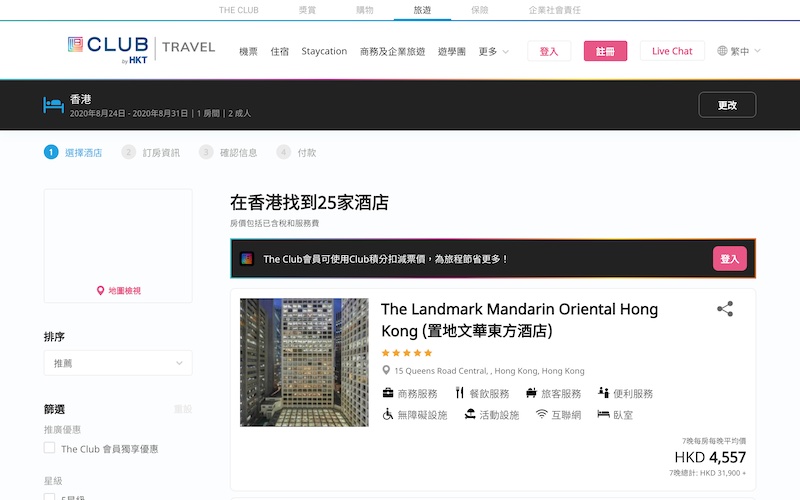 THE CLUB 獎賞 購物 旅遊 保險 企業社會責任
CLUB by HKT TRAVEL 機票 住宿 Staycation 商務及企業旅遊 遊學團 更多 登入 註冊 Live Chat 繁中
香港
2020年8月24日 - 2020年8月31日 | 1 房間 | 2 成人
更改
1 選擇酒店 2 訂房資訊 3 確認信息 4 付款
地圖檢視
排序
推薦
篩選 重設
推廣優惠
The Club 會員獨享優惠
星級
5星級
在香港找到25家酒店
房價包括已含稅和服務費
The Club會員可使用Club積分扣減票價，為旅程節省更多！ 登入
The Landmark Mandarin Oriental Hong
Kong (置地文華東方酒店)
15 Queens Road Central, , Hong Kong, Hong Kong
商務服務 餐飲服務 旅客服務 便利服務
無障礙設施 活動設施 互聯網 臥室
7晚每房每晚平均價
HKD 4,557
7晚總計: HKD 31,900 +